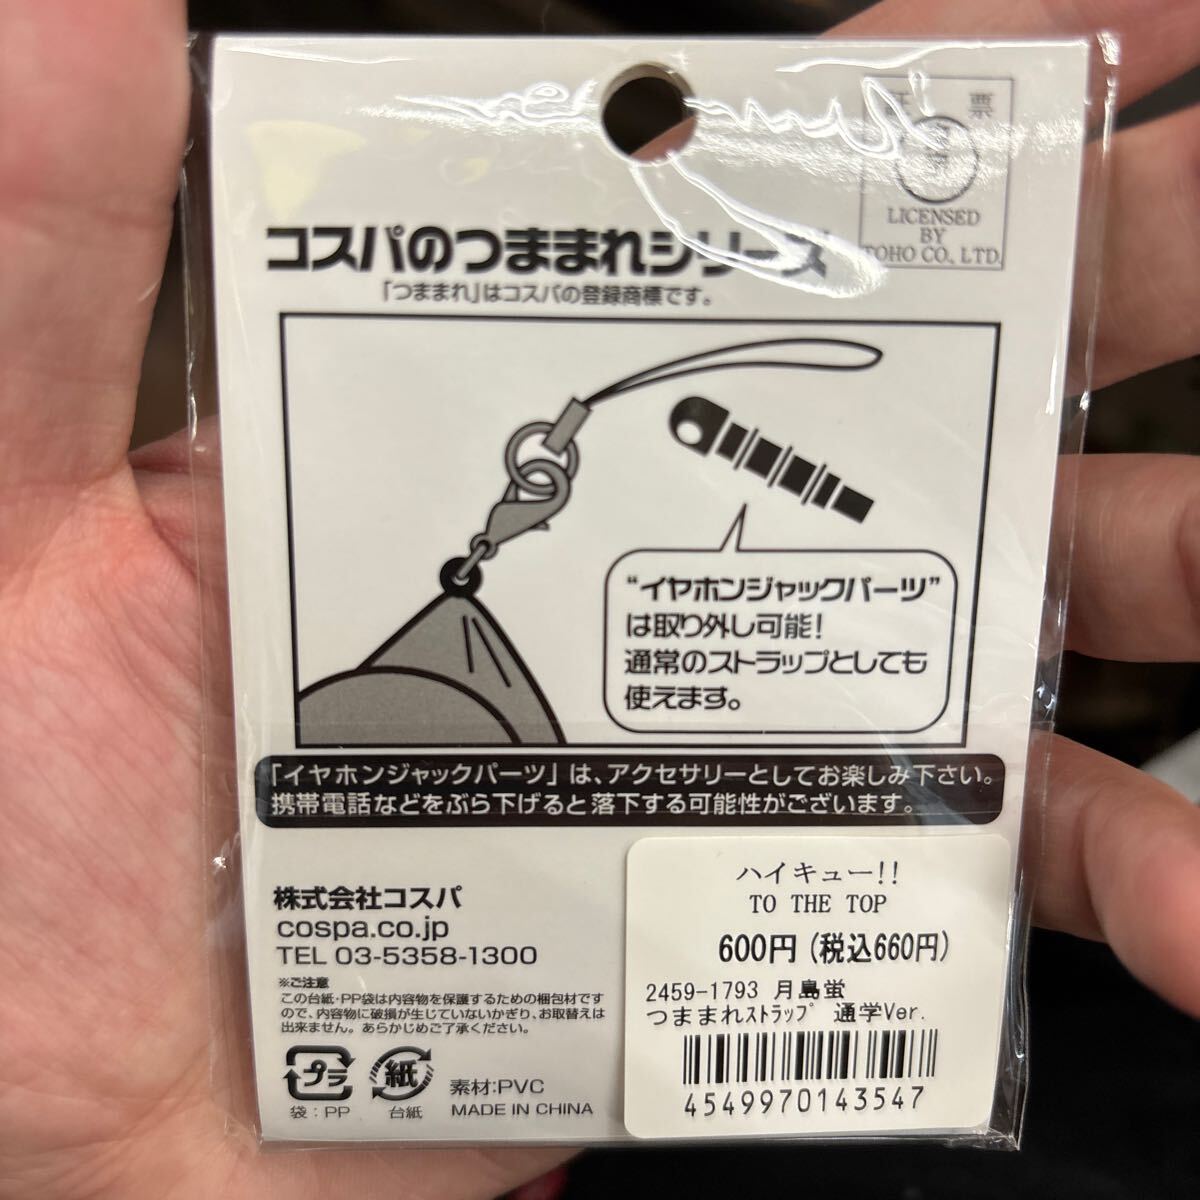 票
LICENSED
BY
TOHO CO., LTD.
コスパのつままれシリーズ
「つままれ」はコスパの登録商標です。
“イヤホンジャックパーツ”
は取り外し可能!
通常のストラップとしても
使えます。
「イヤホンジャックパーツ」は、アクセサリーとしてお楽しみ下さい。
携帯電話などをぶら下げると落下する可能性がございます。
株式会社コスパ
cospa.co.jp
TEL 03-5358-1300
※ご注意
この台紙・PP袋は内容物を保護するための梱包材ですので
ので、内容物に破損が生じていないかぎり、お取替えは
出来ません。あらかじめご了承ください。
プラ
袋：PP
紙
台紙
素材:PVC
MADE IN CHINA
ハイキュー!!
TO THE TOP
600円(税込660円)
2459-1793 月島蛍
つままれｽﾄﾗｯﾌﾟ 通学Ver.
4549970143547